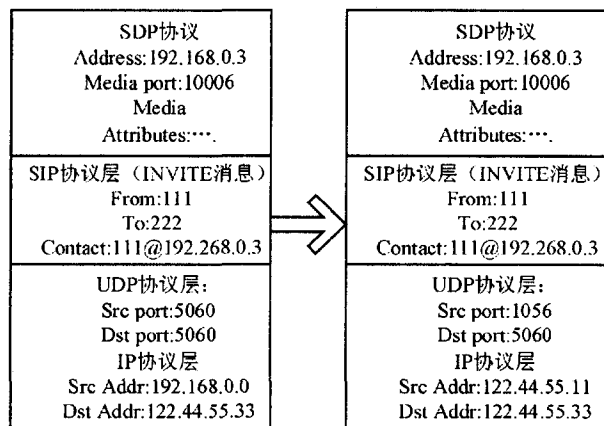 SDP协议
Address:192.168.0.3
Media port:10006
Media
Attributes:….
SIP协议层（INVITE消息）
From:111
To:222
Contact:111@192.268.0.3
UDP协议层：
Src port:5060
Dst port:5060
IP协议层
Src Addr:192.168.0.0
Dst Addr:122.44.55.33
SDP协议
Address:192.168.0.3
Media port:10006
Media
Attributes:….
SIP协议层（INVITE消息）
From:111
To:222
Contact:111@192.268.0.3
UDP协议层：
Src port:1056
Dst port:5060
IP协议层
Src Addr:122.44.55.11
Dst Addr:122.44.55.33